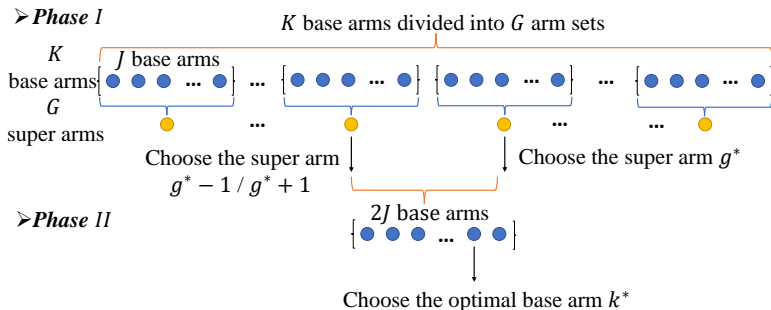 ➢Phase I
K base arms divided into G arm sets
K
base arms
J base arms
...
...
...
...
...
...
G
super arms
...
...
...
Choose the super arm
g* − 1 / g* + 1
Choose the super arm g*
➢Phase II
2J base arms
...
Choose the optimal base arm k*